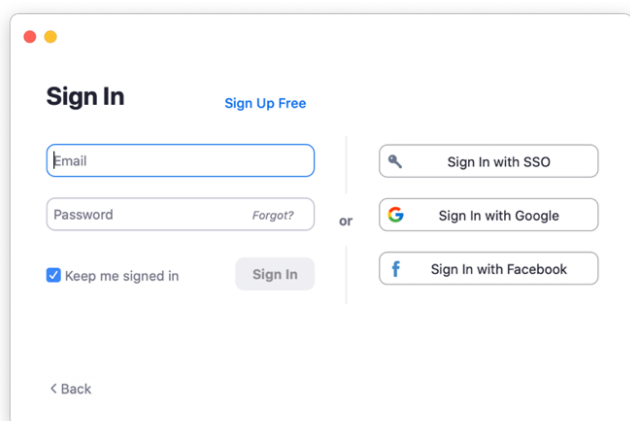 Sign In
Sign Up Free
Email
Password Forgot?
Keep me signed in
Sign In
or
Sign In with SSO
Sign In with Google
Sign In with Facebook
Back